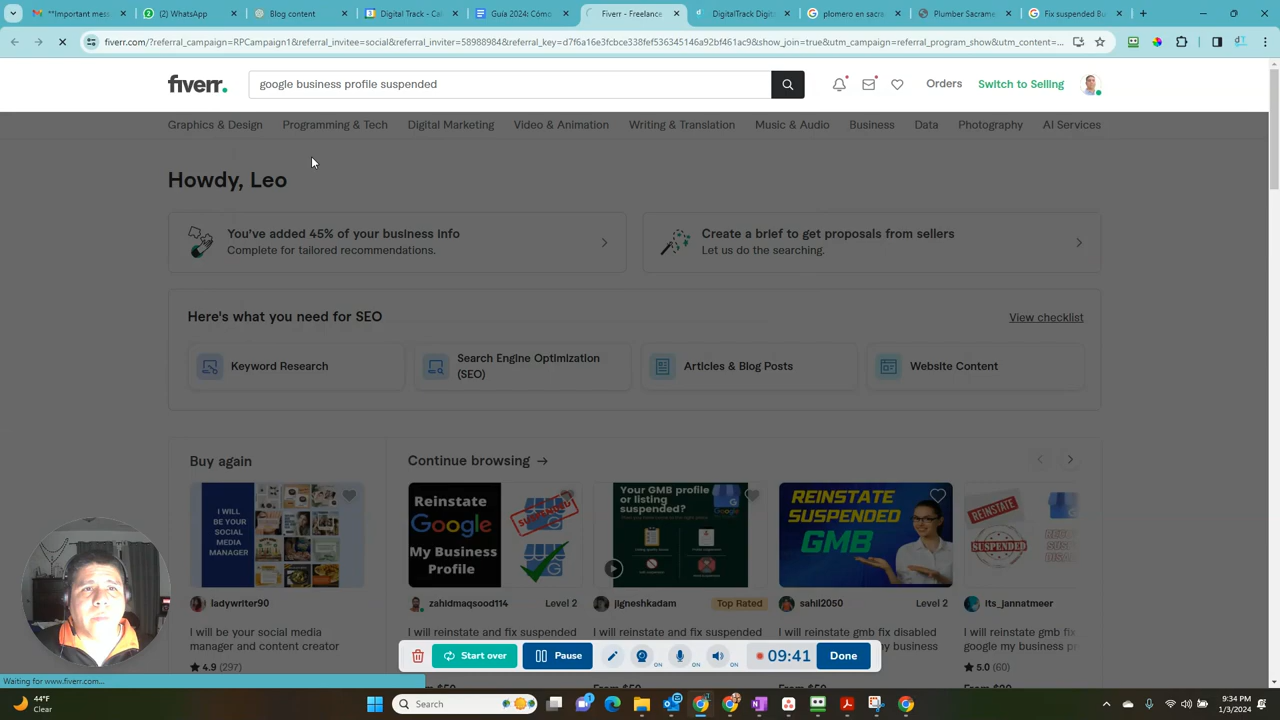 **Important mess
(2) WhatsApp
Blog content
Digital Track - Ca
Guía 2024: Cómo
Fiverr - Freelance
DigitalTrack Digi
plomero en sacra
Plumber Sacrame
Fix suspended Bu
fiverr.com/?referral_campaign=RPCampaign1&referral_invitee=social&referral_inviter=58988984&referral_key=d7f6a16e3fcbce338fef536345146a92bf461ac9&show_join=true&utm_campaign=referral_program_show&utm_content=...
fiverr.
google business profile suspended
Orders
Switch to Selling
Graphics & Design
Programming & Tech
Digital Marketing
Video & Animation
Writing & Translation
Music & Audio
Business
Data
Photography
AI Services
Howdy, Leo
You've added 45% of your business info
Complete for tailored recommendations.
Create a brief to get proposals from sellers
Let us do the searching.
Here's what you need for SEO
View checklist
Keyword Research
Search Engine Optimization
(SEO)
Articles & Blog Posts
Website Content
Buy again
Continue browsing →
I WILL
BE YOUR
SOCIAL
MEDIA
MANAGER
Reinstate
Google
My Business
Profile
SUSPENDED
Your GMB profile
or listing
suspended?
REINSTATE
SUSPENDED
GMB
REINSTATE
SUSPENDED
ladywriter90
zahidmaqsood114
Level 2
jigneshkadam
Top Rated
sahil2050
Level 2
its_jannatmeer
I will be your social media
manager and content creator
4.9 (297)
I will reinstate and fix suspended
I will reinstate and fix suspended
I will reinstate gmb fix disabled
I will reinstate gmb fix
google my business pro
5.0 (60)
Start over
Pause
ON
ON
ON
09:41
Done
Waiting for www.fiverr.com...
44°F
Clear
Search
9:34 PM
1/3/2024